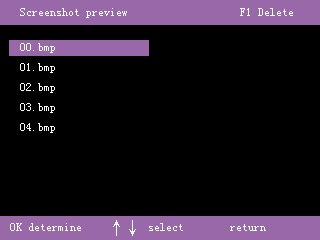 Screenshot preview F1 Delete
00.bmp
01.bmp
02.bmp
03.bmp
04.bmp
OK determine ↑ ↓ select return